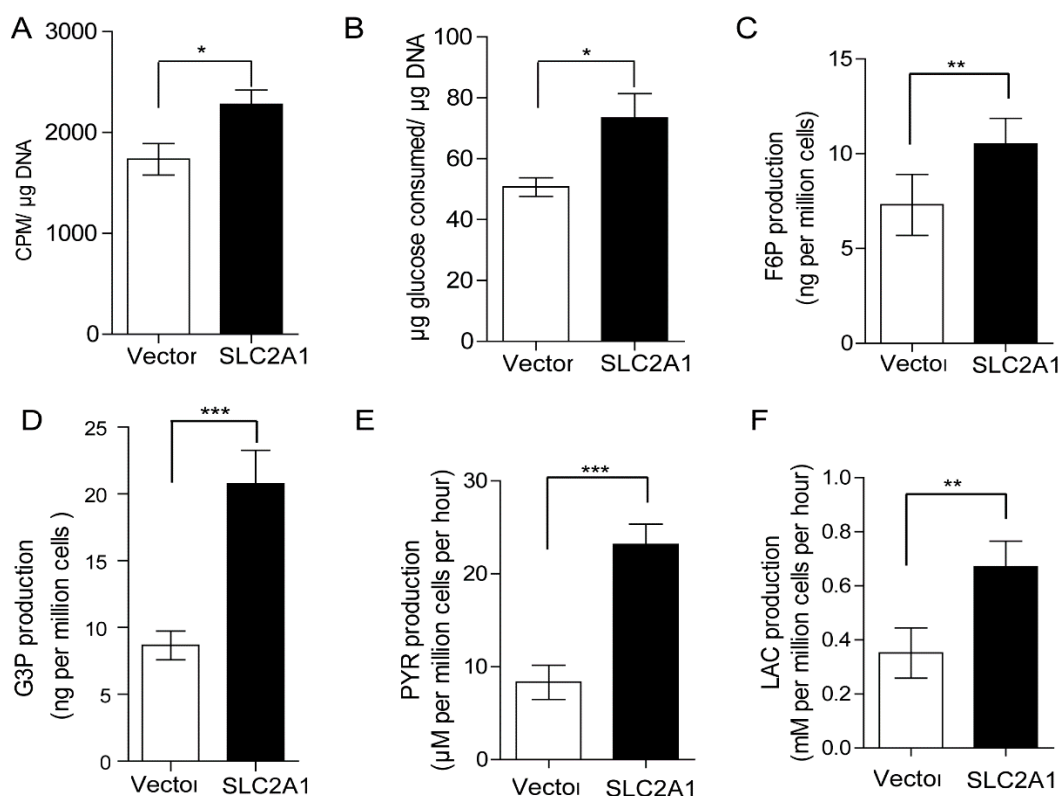 A
3000
2000
1000
0
CPM/ µg DNA
*
Vector
SLC2A1
B
100
80
60
40
20
0
µg glucose consumed/ µg DNA
*
Vector
SLC2A1
C
15
10
5
0
F6P production
(ng per million cells)
**
Vector
SLC2A1
D
25
20
15
10
5
0
G3P production
(ng per million cells )
***
Vector
SLC2A1
E
30
20
10
0
PYR production
(µM per million cells per hour)
***
Vector
SLC2A1
F
1.0
0.8
0.6
0.4
0.2
0.0
LAC production
(mM per million cells per hour)
**
Vector
SLC2A1